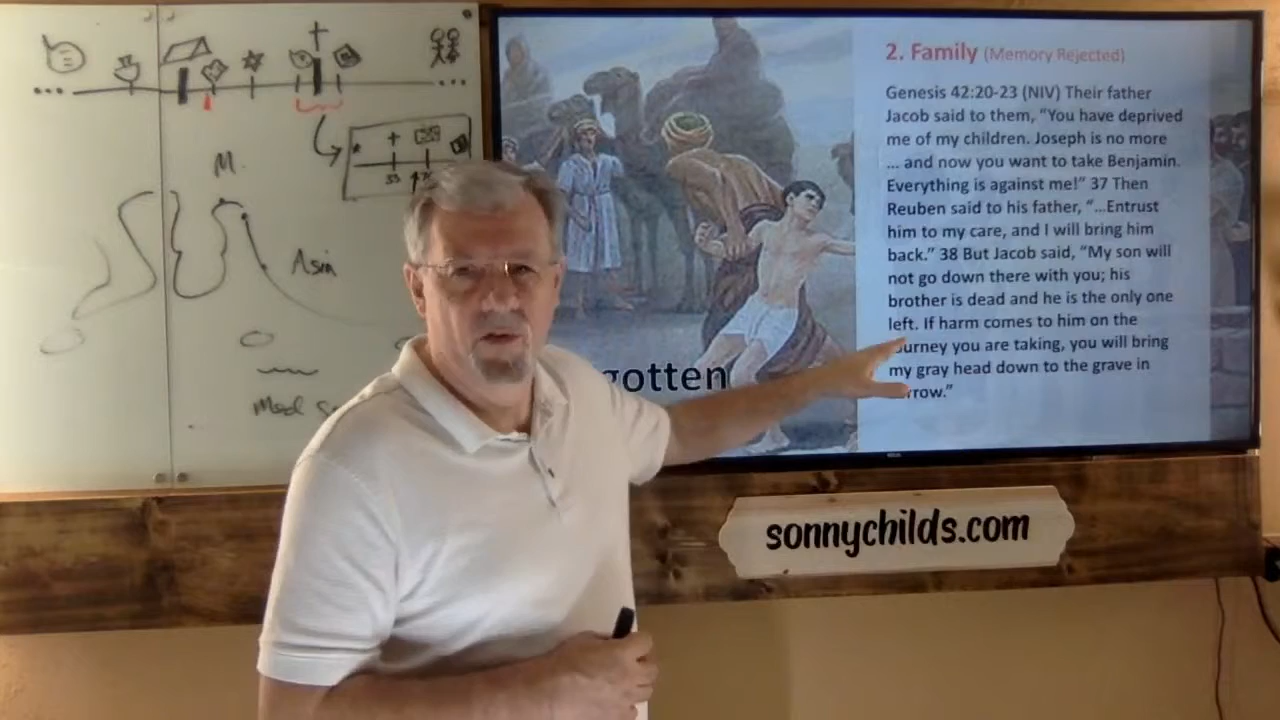 M.
Asia
33
gotten
2. Family (Memory Rejected)
Genesis 42:20-23 (NIV) Their father
Jacob said to them, “You have deprived
me of my children. Joseph is no more
... and now you want to take Benjamin.
Everything is against me!” 37 Then
Reuben said to his father, “...Entrust
him to my care, and I will bring him
back.” 38 But Jacob said, “My son will
not go down there with you; his
brother is dead and he is the only one
left. If harm comes to him on the
ourney you are taking, you will bring
my gray head down to the grave in
rrow.”
sonnychilds.com